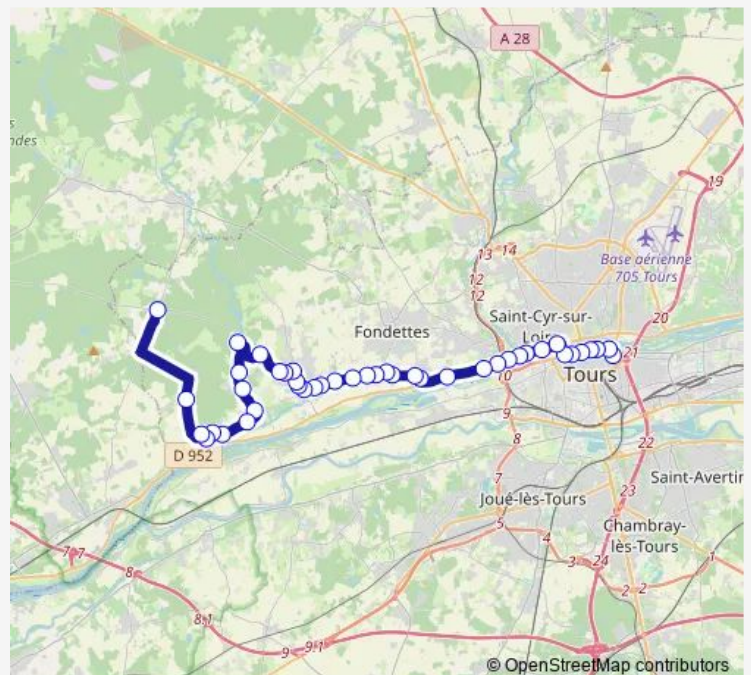 A 28
ndes
19
Base aérienne
705 Tours
13
14
12
12
Saint-Cyr-sur-
Loire
20
Fondettes
21
10
Tours
9
22
8
D 952
7
Saint-Avertin
Joué-lès-Tours
23
5
Chambray-
lès-Tours
4
3
24
1
2
2
7
7
8
8.1
9
9.1
© OpenStreetMap contributors